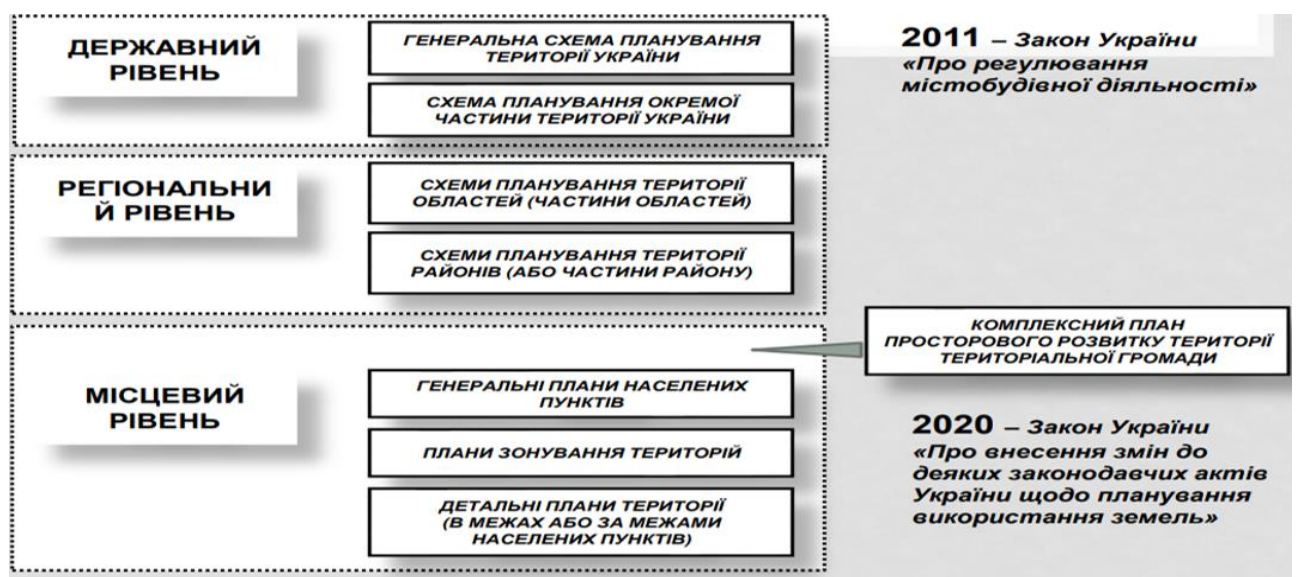 ДЕРЖАВНИЙ
РІВЕНЬ
ГЕНЕРАЛЬНА СХЕМА ПЛАНУВАННЯ
ТЕРИТОРІЇ УКРАЇНИ
СХЕМА ПЛАНУВАННЯ ОКРЕМОЇ
ЧАСТИНИ ТЕРИТОРІЇ УКРАЇНИ
2011 – Закон України
«Про регулювання
містобудівної діяльності»
РЕГІОНАЛЬНИ
Й РІВЕНЬ
СХЕМИ ПЛАНУВАННЯ ТЕРИТОРІЇ
ОБЛАСТЕЙ (ЧАСТИНИ ОБЛАСТЕЙ)
СХЕМИ ПЛАНУВАННЯ ТЕРИТОРІЇ
РАЙОНІВ (АБО ЧАСТИНИ РАЙОНУ)
КОМПЛЕКСНИЙ ПЛАН
ПРОСТОРОВОГО РОЗВИТКУ ТЕРИТОРІЇ
ТЕРИТОРІАЛЬНОЇ ГРОМАДИ
МІСЦЕВИЙ
РІВЕНЬ
ГЕНЕРАЛЬНІ ПЛАНИ НАСЕЛЕНИХ
ПУНКТІВ
ПЛАНИ ЗОНУВАННЯ ТЕРИТОРІЙ
ДЕТАЛЬНІ ПЛАНИ ТЕРИТОРІЇ
(В МЕЖАХ АБО ЗА МЕЖАМИ
НАСЕЛЕНИХ ПУНКТІВ)
2020 – Закон України
«Про внесення змін до
деяких законодавчих актів
України щодо планування
використання земель»